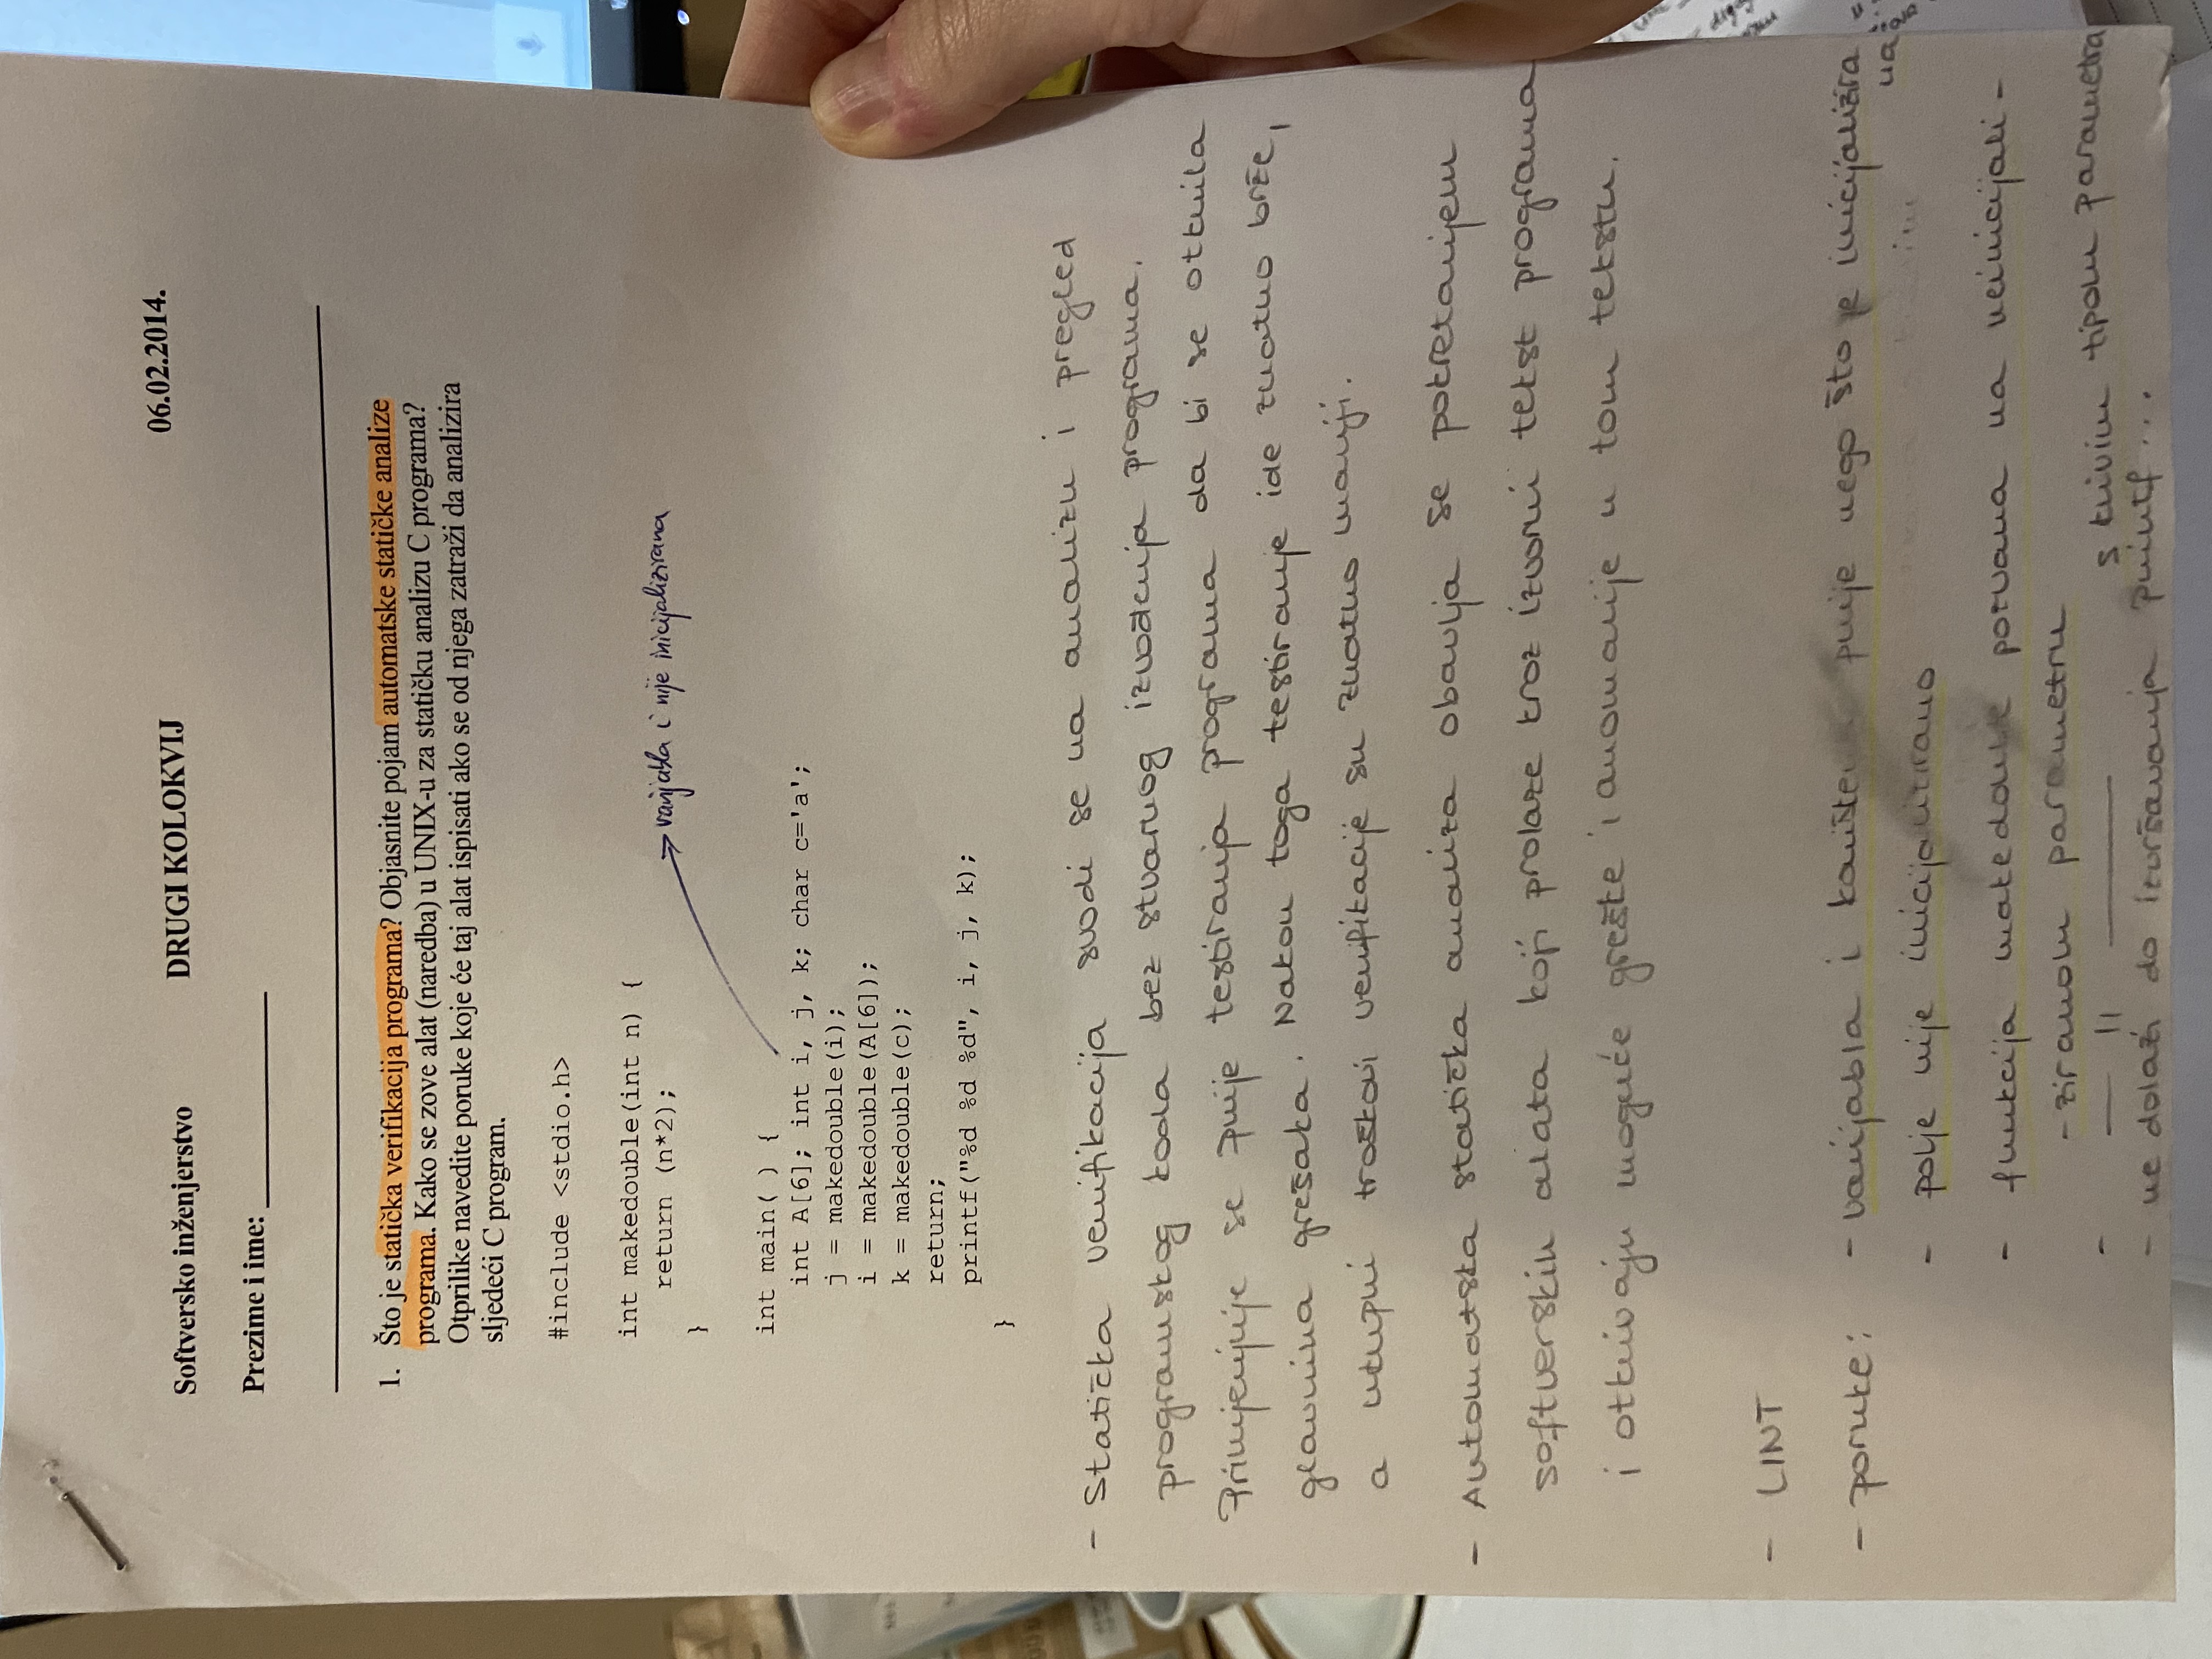 Softversko inženjerstvo DRUGI KOLOKVIJ 06.02.2014.
Prezime i ime: ____________
1. Što je statička verifikacija programa? Objasnite pojam automatske statičke analize
programa. Kako se zove alat (naredba) u UNIX-u za statičku analizu C programa?
Otprilike navedite poruke koje će taj alat ispisati ako se od njega zatraži da analizira
sljedeći C program.
#include <stdio.h>
int makedouble(int n) {
return (n*2);
}
varijabla i nije inicijalizirana
int main( ) {
int A[6]; int i, j, k; char c='a';
j = makedouble(i);
i = makedouble(A[6]);
k = makedouble(c);
return;
printf("%d %d %d", i, j, k);
}
- Statička verifikacija svodi se na analizu i pregled
programskog koda bez stvarnog izvođenja programa.
Primjenjuje se prije testiranja programa da bi se otkrila
glavnina grešaka. Nakon toga testiranje ide znatno brže,
a ukupni troškovi verifikacije su znatno manji.
- Automatska statička analiza obavlja se pokretanjem
softverskih alata koji prolaze kroz izvorni tekst programa
i otkrivaju moguće greške i anomalije u tom tekstu.
- LINT
- poruke: - varijabla i prije nego što je inicijalizira
na
- polje nije inicijalizirano
- funkcija makedouble pozvana na neinicijali-
-ziranom parametru
- — || — s krivim tipom parametra
- ne dolazi do izvršavanja printf...